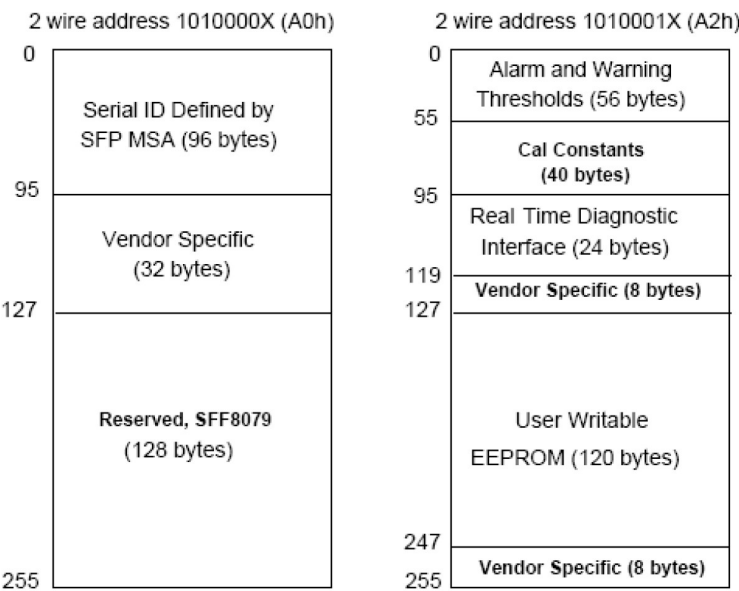 2 wire address 1010000X (A0h)
0
Serial ID Defined by
SFP MSA (96 bytes)
95
Vendor Specific
(32 bytes)
127
Reserved, SFF8079
(128 bytes)
255
2 wire address 1010001X (A2h)
0
Alarm and Warning
Thresholds (56 bytes)
55
Cal Constants
(40 bytes)
95
Real Time Diagnostic
Interface (24 bytes)
119
Vendor Specific (8 bytes)
127
User Writable
EEPROM (120 bytes)
247
Vendor Specific (8 bytes)
255